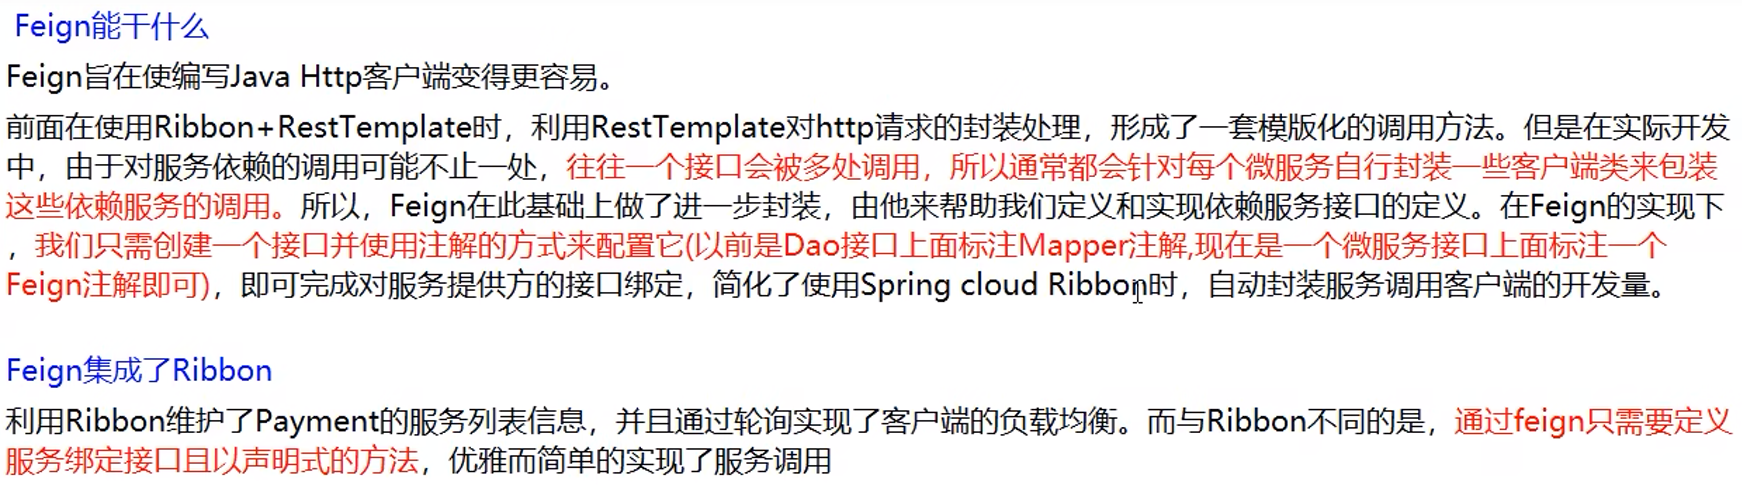 Feign能干什么
Feign旨在使编写Java Http客户端变得更容易。
前面在使用Ribbon+RestTemplate时，利用RestTemplate对http请求的封装处理，形成了一套模版化的调用方法。但是在实际开发
中，由于对服务依赖的调用可能不止一处，往往一个接口会被多处调用，所以通常都会针对每个微服务自行封装一些客户端类来包装
这些依赖服务的调用。所以，Feign在此基础上做了进一步封装，由他来帮助我们定义和实现依赖服务接口的定义。在Feign的实现下
，我们只需创建一个接口并使用注解的方式来配置它(以前是Dao接口上面标注Mapper注解,现在是一个微服务接口上面标注一个
Feign注解即可)，即可完成对服务提供方的接口绑定，简化了使用Spring cloud Ribbon时，自动封装服务调用客户端的开发量。
Feign集成了Ribbon
利用Ribbon维护了Payment的服务列表信息，并且通过轮询实现了客户端的负载均衡。而与Ribbon不同的是，通过feign只需要定义
服务绑定接口且以声明式的方法，优雅而简单的实现了服务调用